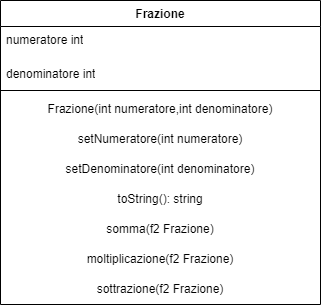 Frazione
numeratore int
denominatore int
Frazione(int numeratore,int denominatore)
setNumeratore(int numeratore)
setDenominatore(int denominatore)
toString(): string
somma(f2 Frazione)
moltiplicazione(f2 Frazione)
sottrazione(f2 Frazione)